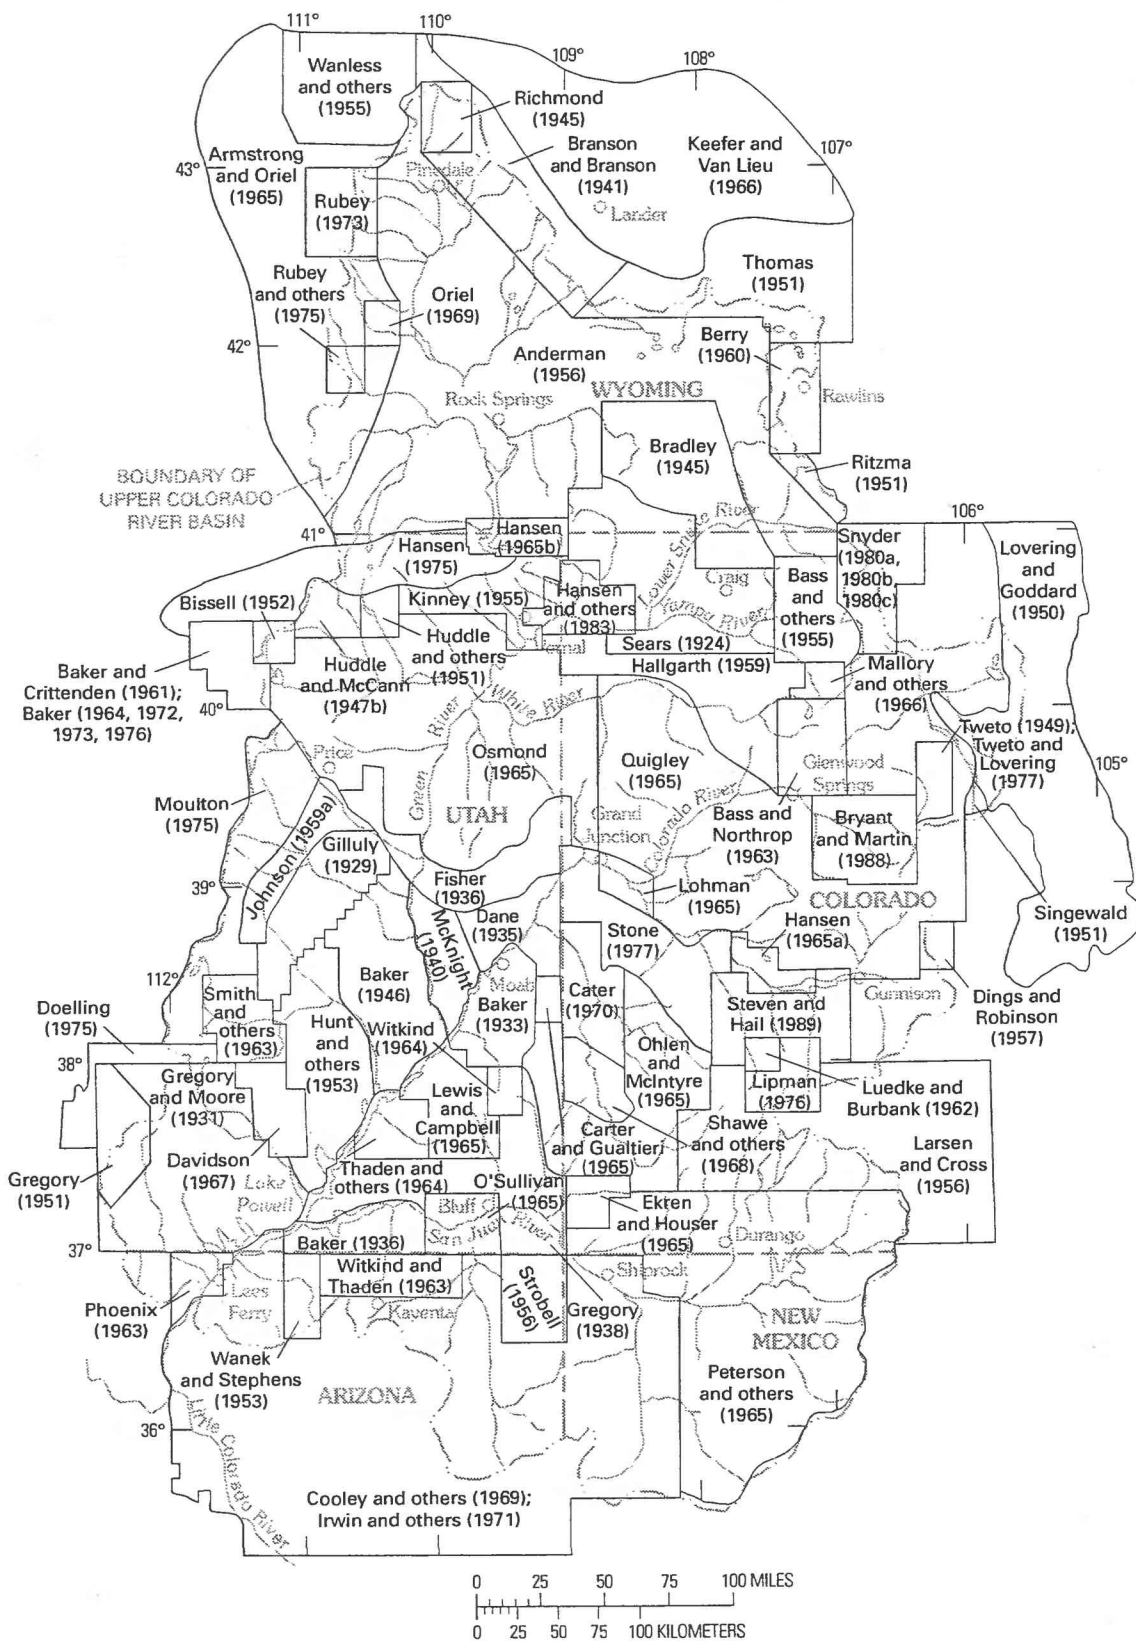 111°
110°
109°
108°
107°
Wanless
and others
(1955)
Richmond
(1945)
Branson
and Branson
(1941)
Keefer and
Van Lieu
(1966)
43°
Armstrong
and Oriel
(1965)
Pinedale
Lander
Rubey
(1973)
Thomas
(1951)
Rubey
and others
(1975)
Oriel
(1969)
42°
Anderman
(1956)
Berry
(1960)
WYOMING
Rock Springs
Rawlins
Bradley
(1945)
Ritzma
(1951)
BOUNDARY OF
UPPER COLORADO
RIVER BASIN
106°
41°
Hansen
(1965b)
Hansen
(1975)
Little Snake River
Snyder
(1980a,
1980b,
1980c)
Lovering
and
Goddard
(1950)
Craig
Bass
and
others
(1955)
Bissell (1952)
Kinney (1955)
Hansen
and others
(1983)
Yampa River
Vernal
Sears (1924)
Hallgarth (1959)
Huddle
and others
(1951)
Huddle
and McCann
(1947b)
Baker and
Crittenden (1961);
Baker (1964, 1972,
1973, 1976)
40°
Mallory
and others
(1966)
White River
Green River
Tweto (1949);
Tweto and
Lovering
(1977)
105°
Price
Osmond
(1965)
Quigley
(1965)
Glenwood
Springs
Moulton
(1975)
UTAH
Grand
Junction
Colorado River
Bass and
Northrop
(1963)
Bryant
and Martin
(1988)
Johnson (1959a)
Gilluly
(1929)
39°
Fisher
(1936)
Lohman
(1965)
COLORADO
Singewald
(1951)
McKnight
(1940)
Dane
(1935)
Stone
(1977)
Hansen
(1965a)
112°
Baker
(1946)
Moab
Baker
(1933)
Cater
(1970)
Gunnison
Dings and
Robinson
(1957)
Doelling
(1975)
Smith
and
others
(1963)
Hunt
and
others
(1953)
Witkind
(1964)
Steven and
Hail (1989)
38°
Ohlen
and
McIntyre
(1965)
Lipman
(1976)
Luedke and
Burbank (1962)
Gregory
and Moore
(1931)
Lewis
and
Campbell
(1965)
Carter
and Gualtieri
(1965)
Shawe
and others
(1968)
Larsen
and Cross
(1956)
Davidson
(1967)
Gregory
(1951)
Lake
Powell
Thaden and
others (1964)
O'Sullivan
(1965)
Bluff
San Juan River
Ekren
and Houser
(1965)
Durango
37°
Baker (1936)
Witkind and
Thaden (1963)
Strobell
(1956)
Shiprock
Gregory
(1938)
Phoenix
(1963)
Lees
Ferry
Kayenta
NEW
MEXICO
Wanek
and Stephens
(1953)
ARIZONA
Peterson
and others
(1965)
36°
Little Colorado River
Cooley and others (1969);
Irwin and others (1971)
0 25 50 75 100 MILES
0 25 50 75 100 KILOMETERS